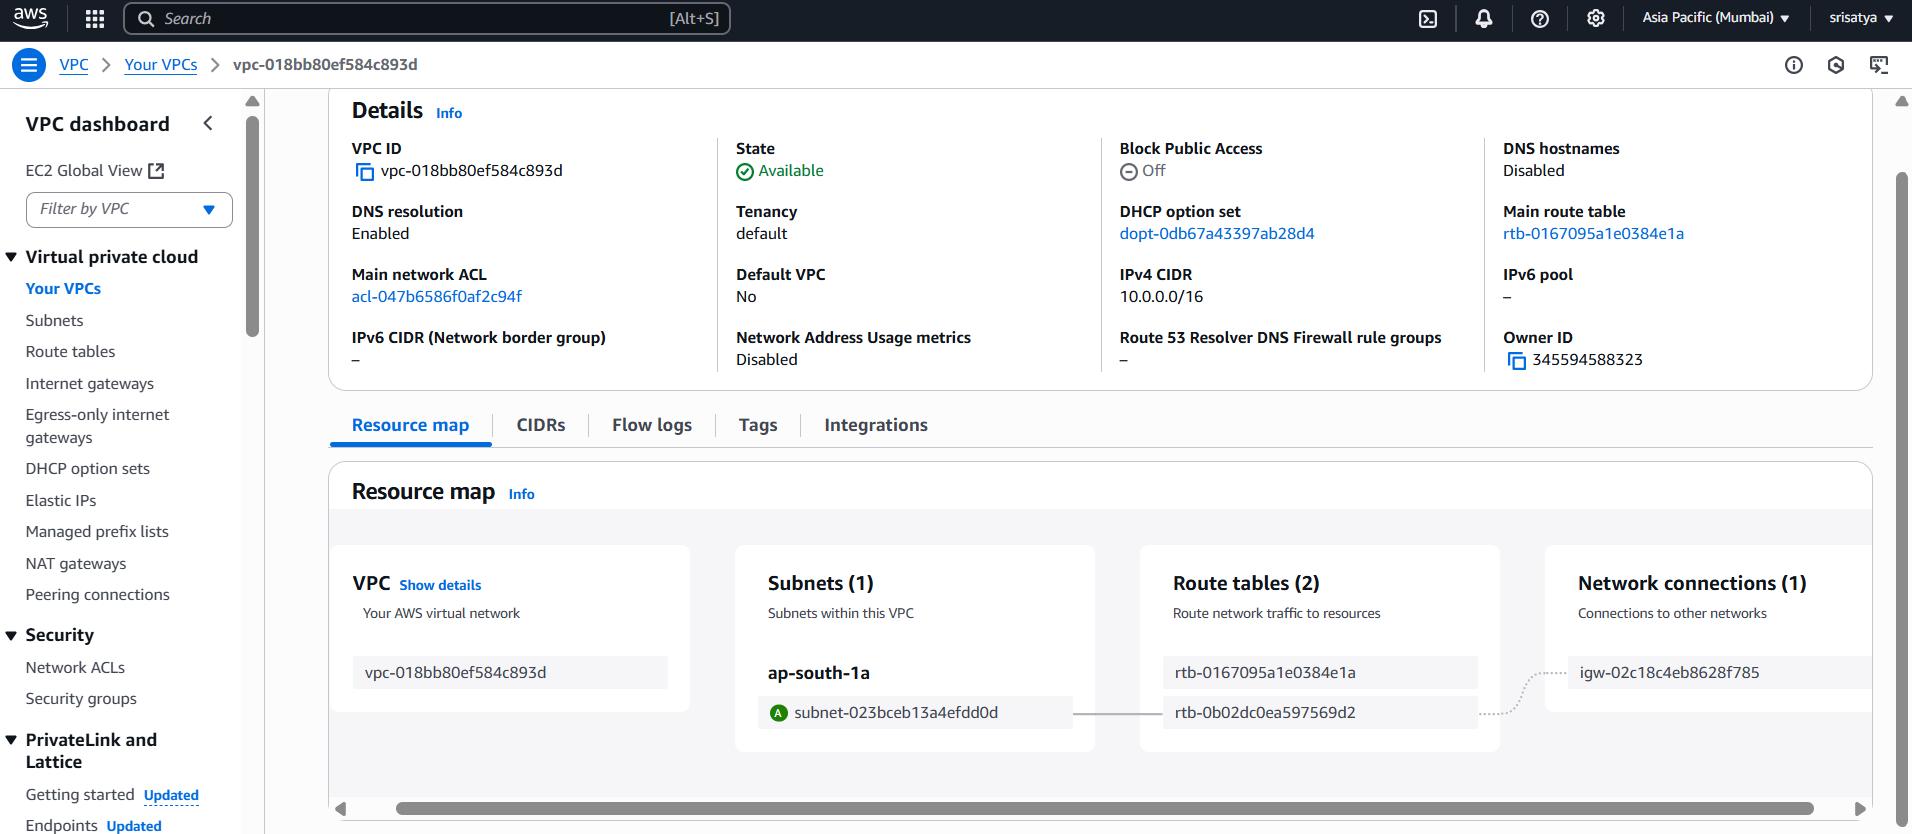 aws
Search
[Alt+S]
Asia Pacific (Mumbai)
srisatya
VPC
Your VPCs
vpc-018bb80ef584c893d
VPC dashboard
EC2 Global View
Filter by VPC
Virtual private cloud
Your VPCs
Subnets
Route tables
Internet gateways
Egress-only internet
gateways
DHCP option sets
Elastic IPs
Managed prefix lists
NAT gateways
Peering connections
Security
Network ACLs
Security groups
PrivateLink and
Lattice
Getting started Updated
Endpoints Updated
Details Info
VPC ID
vpc-018bb80ef584c893d
State
Available
Block Public Access
Off
DNS hostnames
Disabled
DNS resolution
Enabled
Tenancy
default
DHCP option set
dopt-0db67a43397ab28d4
Main route table
rtb-0167095a1e0384e1a
Main network ACL
acl-047b6586f0af2c94f
Default VPC
No
IPv4 CIDR
10.0.0.0/16
IPv6 pool
–
IPv6 CIDR (Network border group)
–
Network Address Usage metrics
Disabled
Route 53 Resolver DNS Firewall rule groups
–
Owner ID
345594588323
Resource map
CIDRs
Flow logs
Tags
Integrations
Resource map Info
VPC Show details
Your AWS virtual network
vpc-018bb80ef584c893d
Subnets (1)
Subnets within this VPC
ap-south-1a
A subnet-023bceb13a4efdd0d
Route tables (2)
Route network traffic to resources
rtb-0167095a1e0384e1a
rtb-0b02dc0ea597569d2
Network connections (1)
Connections to other networks
igw-02c18c4eb8628f785